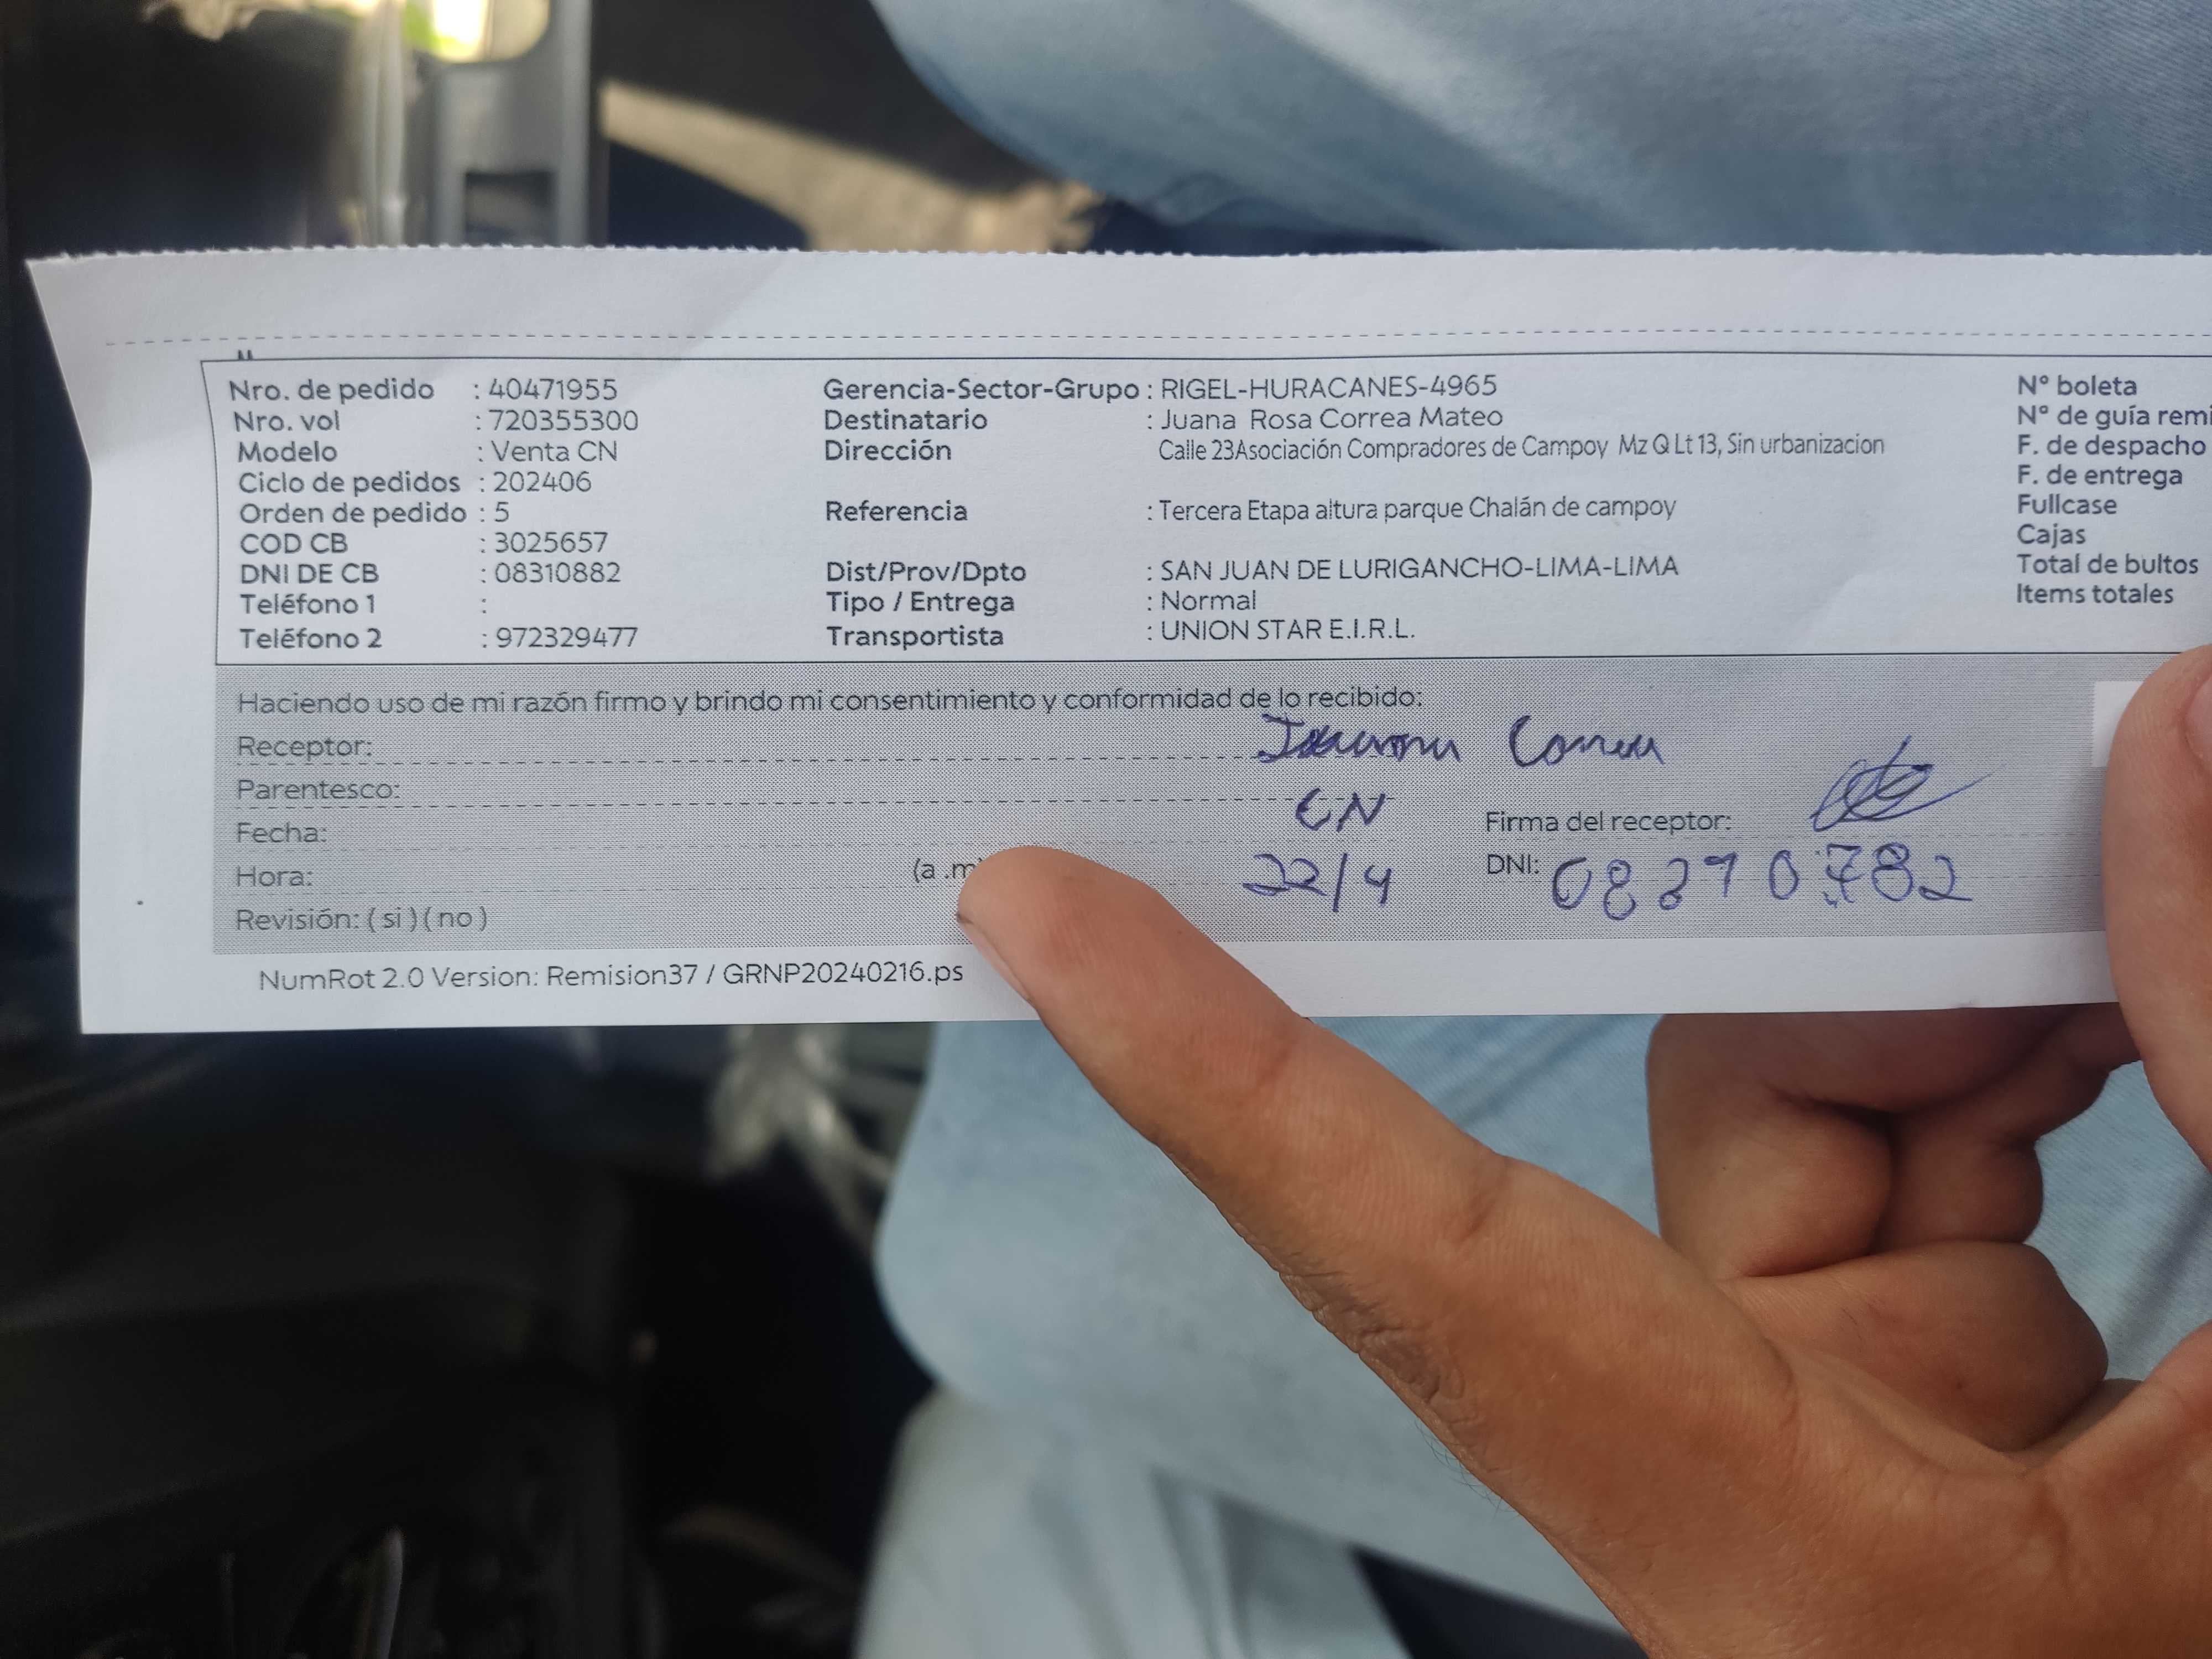 Nro. de pedido : 40471955
Nro. vol : 720355300
Modelo : Venta CN
Ciclo de pedidos : 202406
Orden de pedido : 5
COD CB : 3025657
DNI DE CB : 08310882
Teléfono 1 :
Teléfono 2 : 972329477
Gerencia-Sector-Grupo : RIGEL-HURACANES-4965
Destinatario : Juana Rosa Correa Mateo
Dirección Calle 23Asociación Compradores de Campoy Mz Q Lt 13, Sin urbanizacion
Referencia : Tercera Etapa altura parque Chalán de campoy
Dist/Prov/Dpto : SAN JUAN DE LURIGANCHO-LIMA-LIMA
Tipo / Entrega : Normal
Transportista : UNION STAR E.I.R.L.
N° boleta
N° de guía remi
F. de despacho
F. de entrega
Fullcase
Cajas
Total de bultos
Items totales
Haciendo uso de mi razón firmo y brindo mi consentimiento y conformidad de lo recibido:
Receptor: Correa
Parentesco: CN
Fecha: 22/4
Firma del receptor:
Hora: (a .m
DNI: 08270782
Revisión: ( si ) ( no )
NumRot 2.0 Version: Remision37 / GRNP20240216.ps